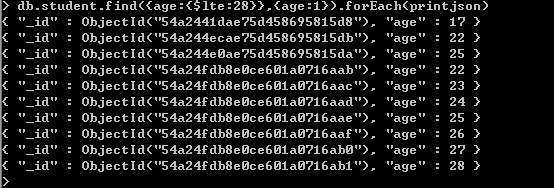 > db.student.find({age:{$lte:28}},{age:1}).forEach(printjson)
{ "_id" : ObjectId("54a2441dae75d458695815d8"), "age" : 17 }
{ "_id" : ObjectId("54a244ecae75d458695815db"), "age" : 22 }
{ "_id" : ObjectId("54a244e0ae75d458695815da"), "age" : 25 }
{ "_id" : ObjectId("54a24fdb8e0ce601a0716aab"), "age" : 22 }
{ "_id" : ObjectId("54a24fdb8e0ce601a0716aac"), "age" : 23 }
{ "_id" : ObjectId("54a24fdb8e0ce601a0716aad"), "age" : 24 }
{ "_id" : ObjectId("54a24fdb8e0ce601a0716aae"), "age" : 25 }
{ "_id" : ObjectId("54a24fdb8e0ce601a0716aaf"), "age" : 26 }
{ "_id" : ObjectId("54a24fdb8e0ce601a0716ab0"), "age" : 27 }
{ "_id" : ObjectId("54a24fdb8e0ce601a0716ab1"), "age" : 28 }
>